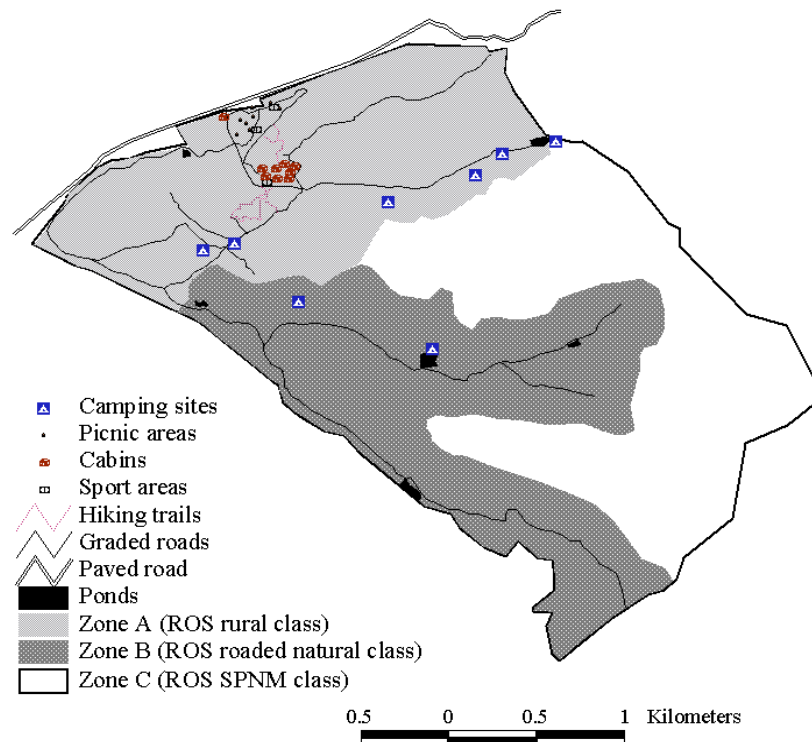 Camping sites
Picnic areas
Cabins
Sport areas
Hiking trails
Graded roads
Paved road
Ponds
Zone A (ROS rural class)
Zone B (ROS roaded natural class)
Zone C (ROS SPNM class)
0.5 0 0.5 1 Kilometers